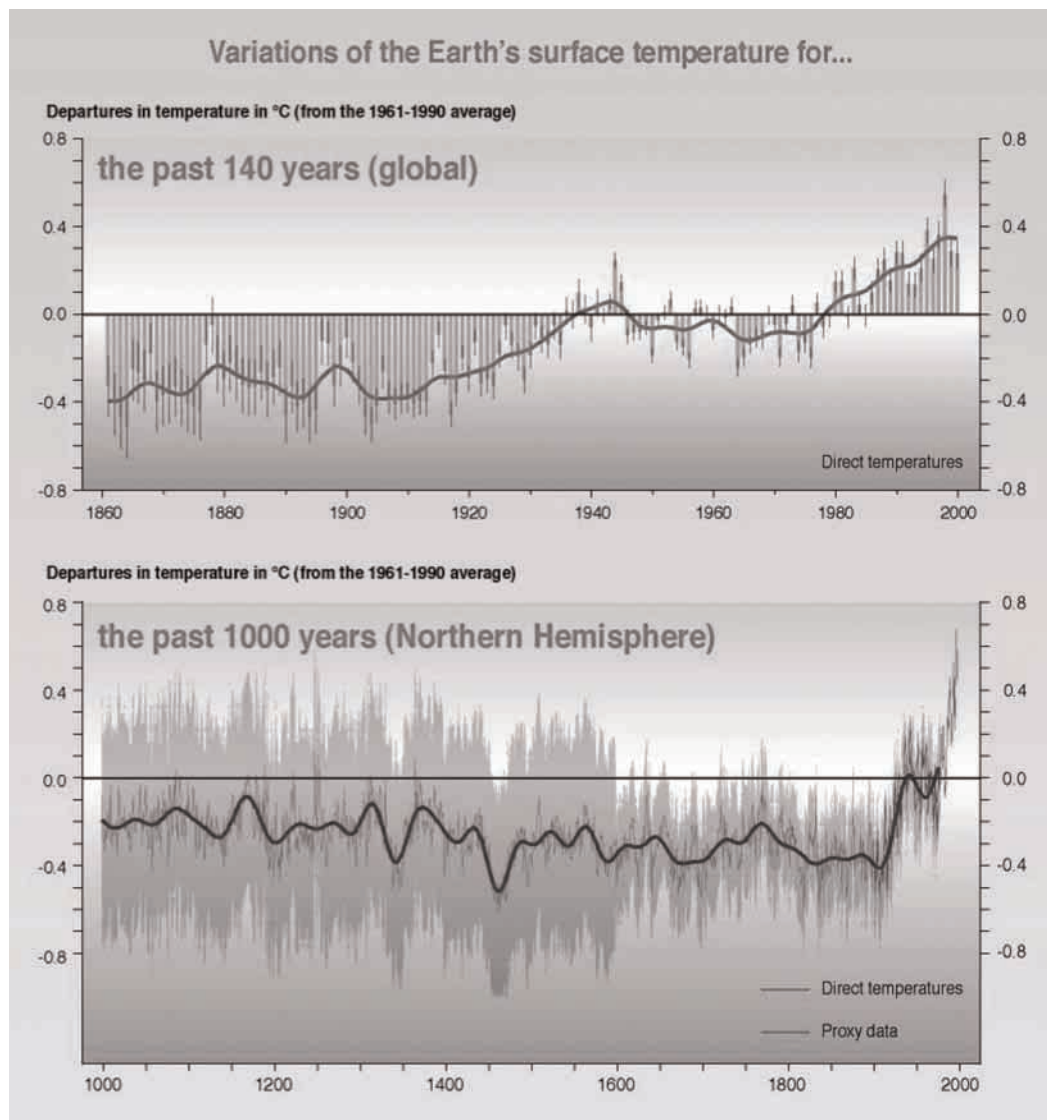 Variations of the Earth's surface temperature for...
Departures in temperature in °C (from the 1961-1990 average)
the past 140 years (global)
0.8 0.8
0.4 0.4
0.0 0.0
-0.4 -0.4
Direct temperatures
-0.8 -0.8
1860 1880 1900 1920 1940 1960 1980 2000
Departures in temperature in °C (from the 1961-1990 average)
0.8 0.8
the past 1000 years (Northern Hemisphere)
0.4 0.4
0.0 0.0
-0.4 -0.4
-0.8 -0.8
Direct temperatures
Proxy data
1000 1200 1400 1600 1800 2000